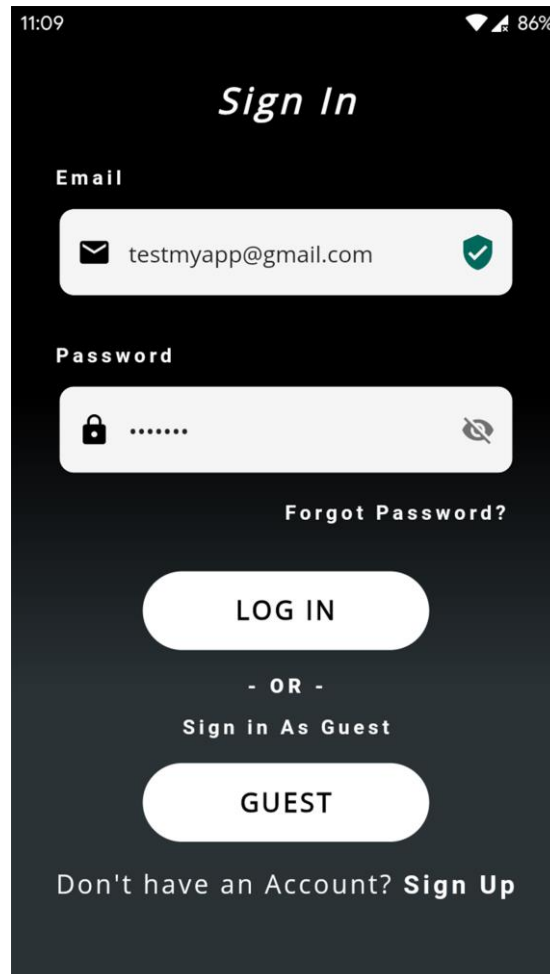 11:09 86%
Sign In
Email
testmyapp@gmail.com
Password
•••••••
Forgot Password?
LOG IN
- OR -
Sign in As Guest
GUEST
Don't have an Account? Sign Up